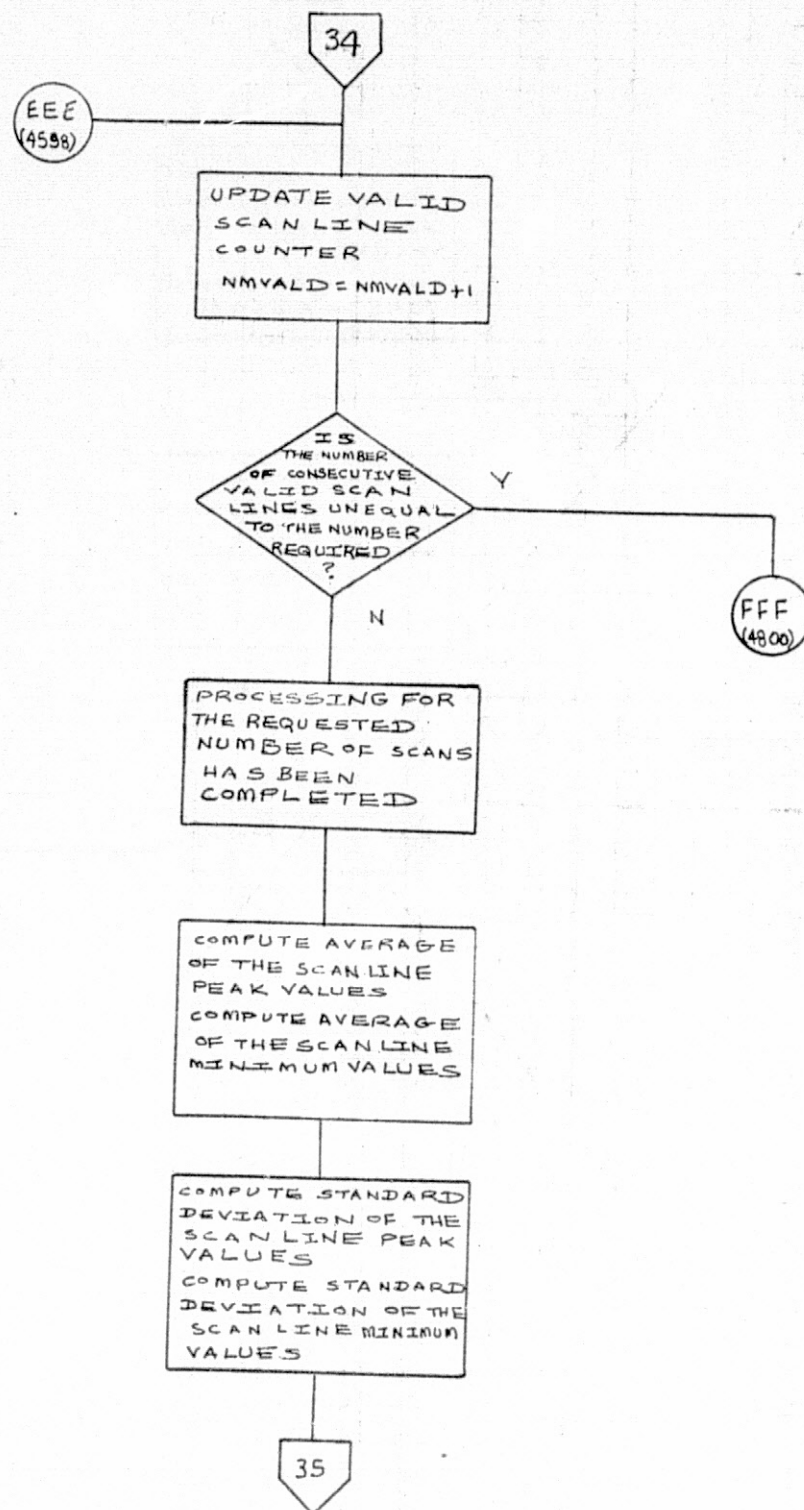 34
EEE
(4598)
UPDATE VALID
SCAN LINE
COUNTER
NMVALD = NMVALD+1
IS
THE NUMBER
OF CONSECUTIVE
VALID SCAN
LINES UNEQUAL
TO THE NUMBER
REQUIRED
?
Y
FFF
(4800)
N
PROCESSING FOR
THE REQUESTED
NUMBER OF SCANS
HAS BEEN
COMPLETED
COMPUTE AVERAGE
OF THE SCAN LINE
PEAK VALUES
COMPUTE AVERAGE
OF THE SCAN LINE
MINIMUM VALUES
COMPUTE STANDARD
DEVIATION OF THE
SCAN LINE PEAK
VALUES
COMPUTE STANDARD
DEVIATION OF THE
SCAN LINE MINIMUM
VALUES
35